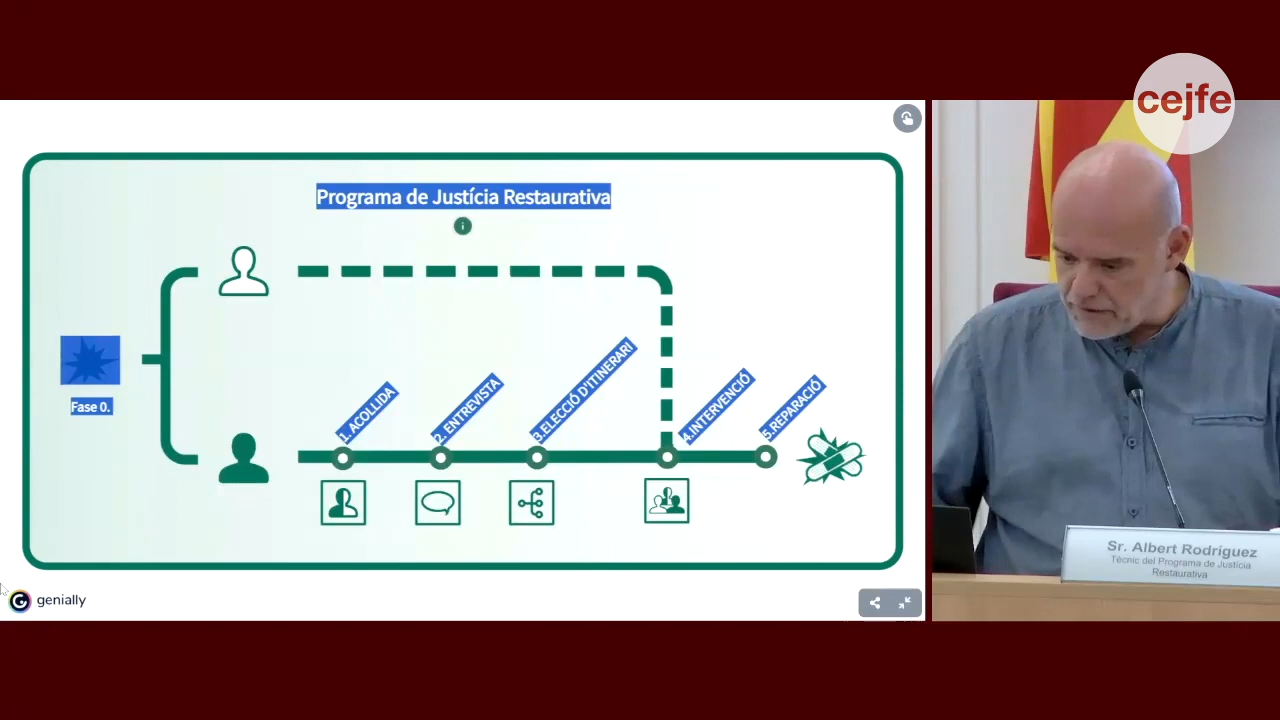 cejfe
Programa de Justícia Restaurativa
i
Fase 0.
1. ACOLLIDA
2. ENTREVISTA
3.ELECCIÓ D'ITINERARI
4.INTERVENCIÓ
5.REPARACIÓ
genially
Sr. Albert Rodríguez
Tècnic del Programa de Justícia
Restaurativa